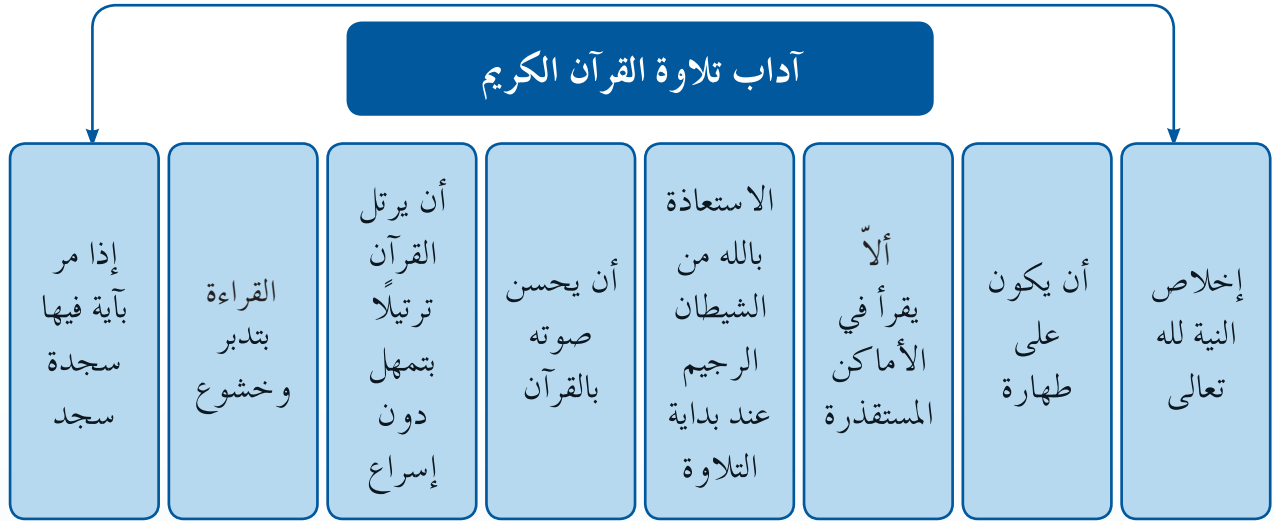 آداب تلاوة القرآن الكريم
إخلاص
النية لله
تعالى
أن يكون
على
طهارة
ألاّ
يقرأ في
الأماكن
المستقذرة
الاستعاذة
بالله من
الشيطان
الرجيم
عند بداية
التلاوة
أن يحسن
صوته
بالقرآن
أن يرتل
القرآن
ترتيلًا
بتمهل
دون
إسراع
القراءة
بتدبر
وخشوع
إذا مر
بآية فيها
سجدة
سجد